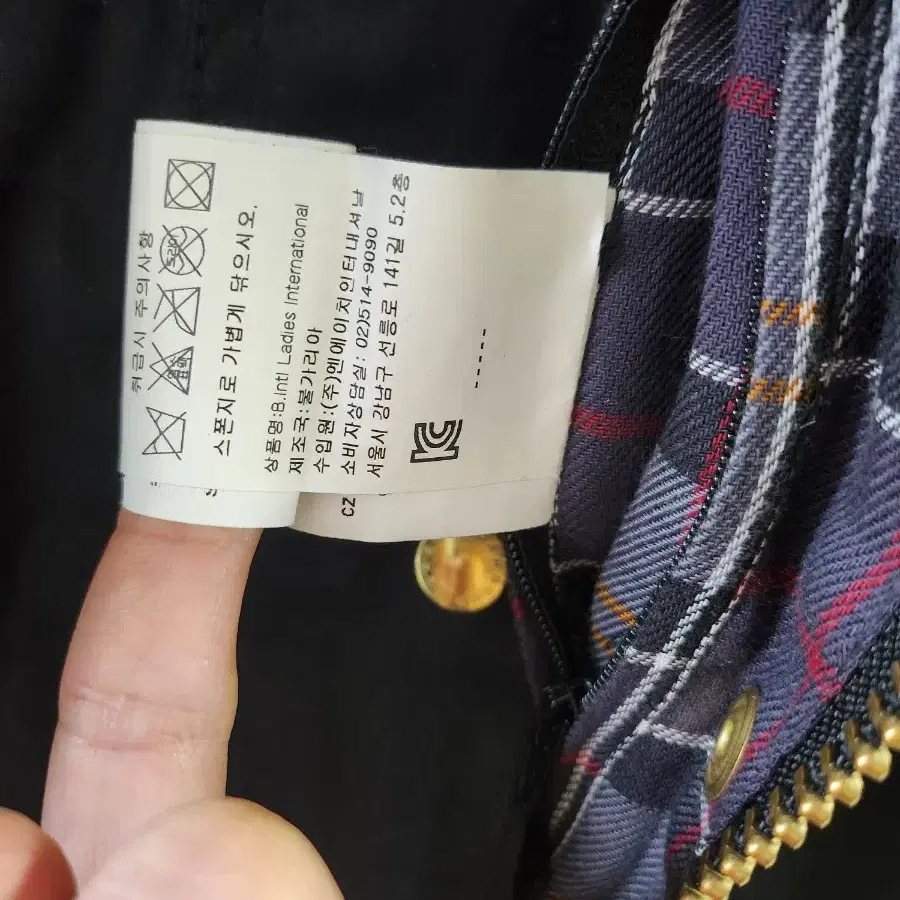 취급시 주의사항
스폰지로 가볍게 닦으시오.
상품명:B.Intl Ladies International
제조국:불가리아
수입원:(주)엔에이치인터내셔날
소비자상담실: 02)514-9090
서울시 강남구 선릉로 141길 5.2층
-----
CZ